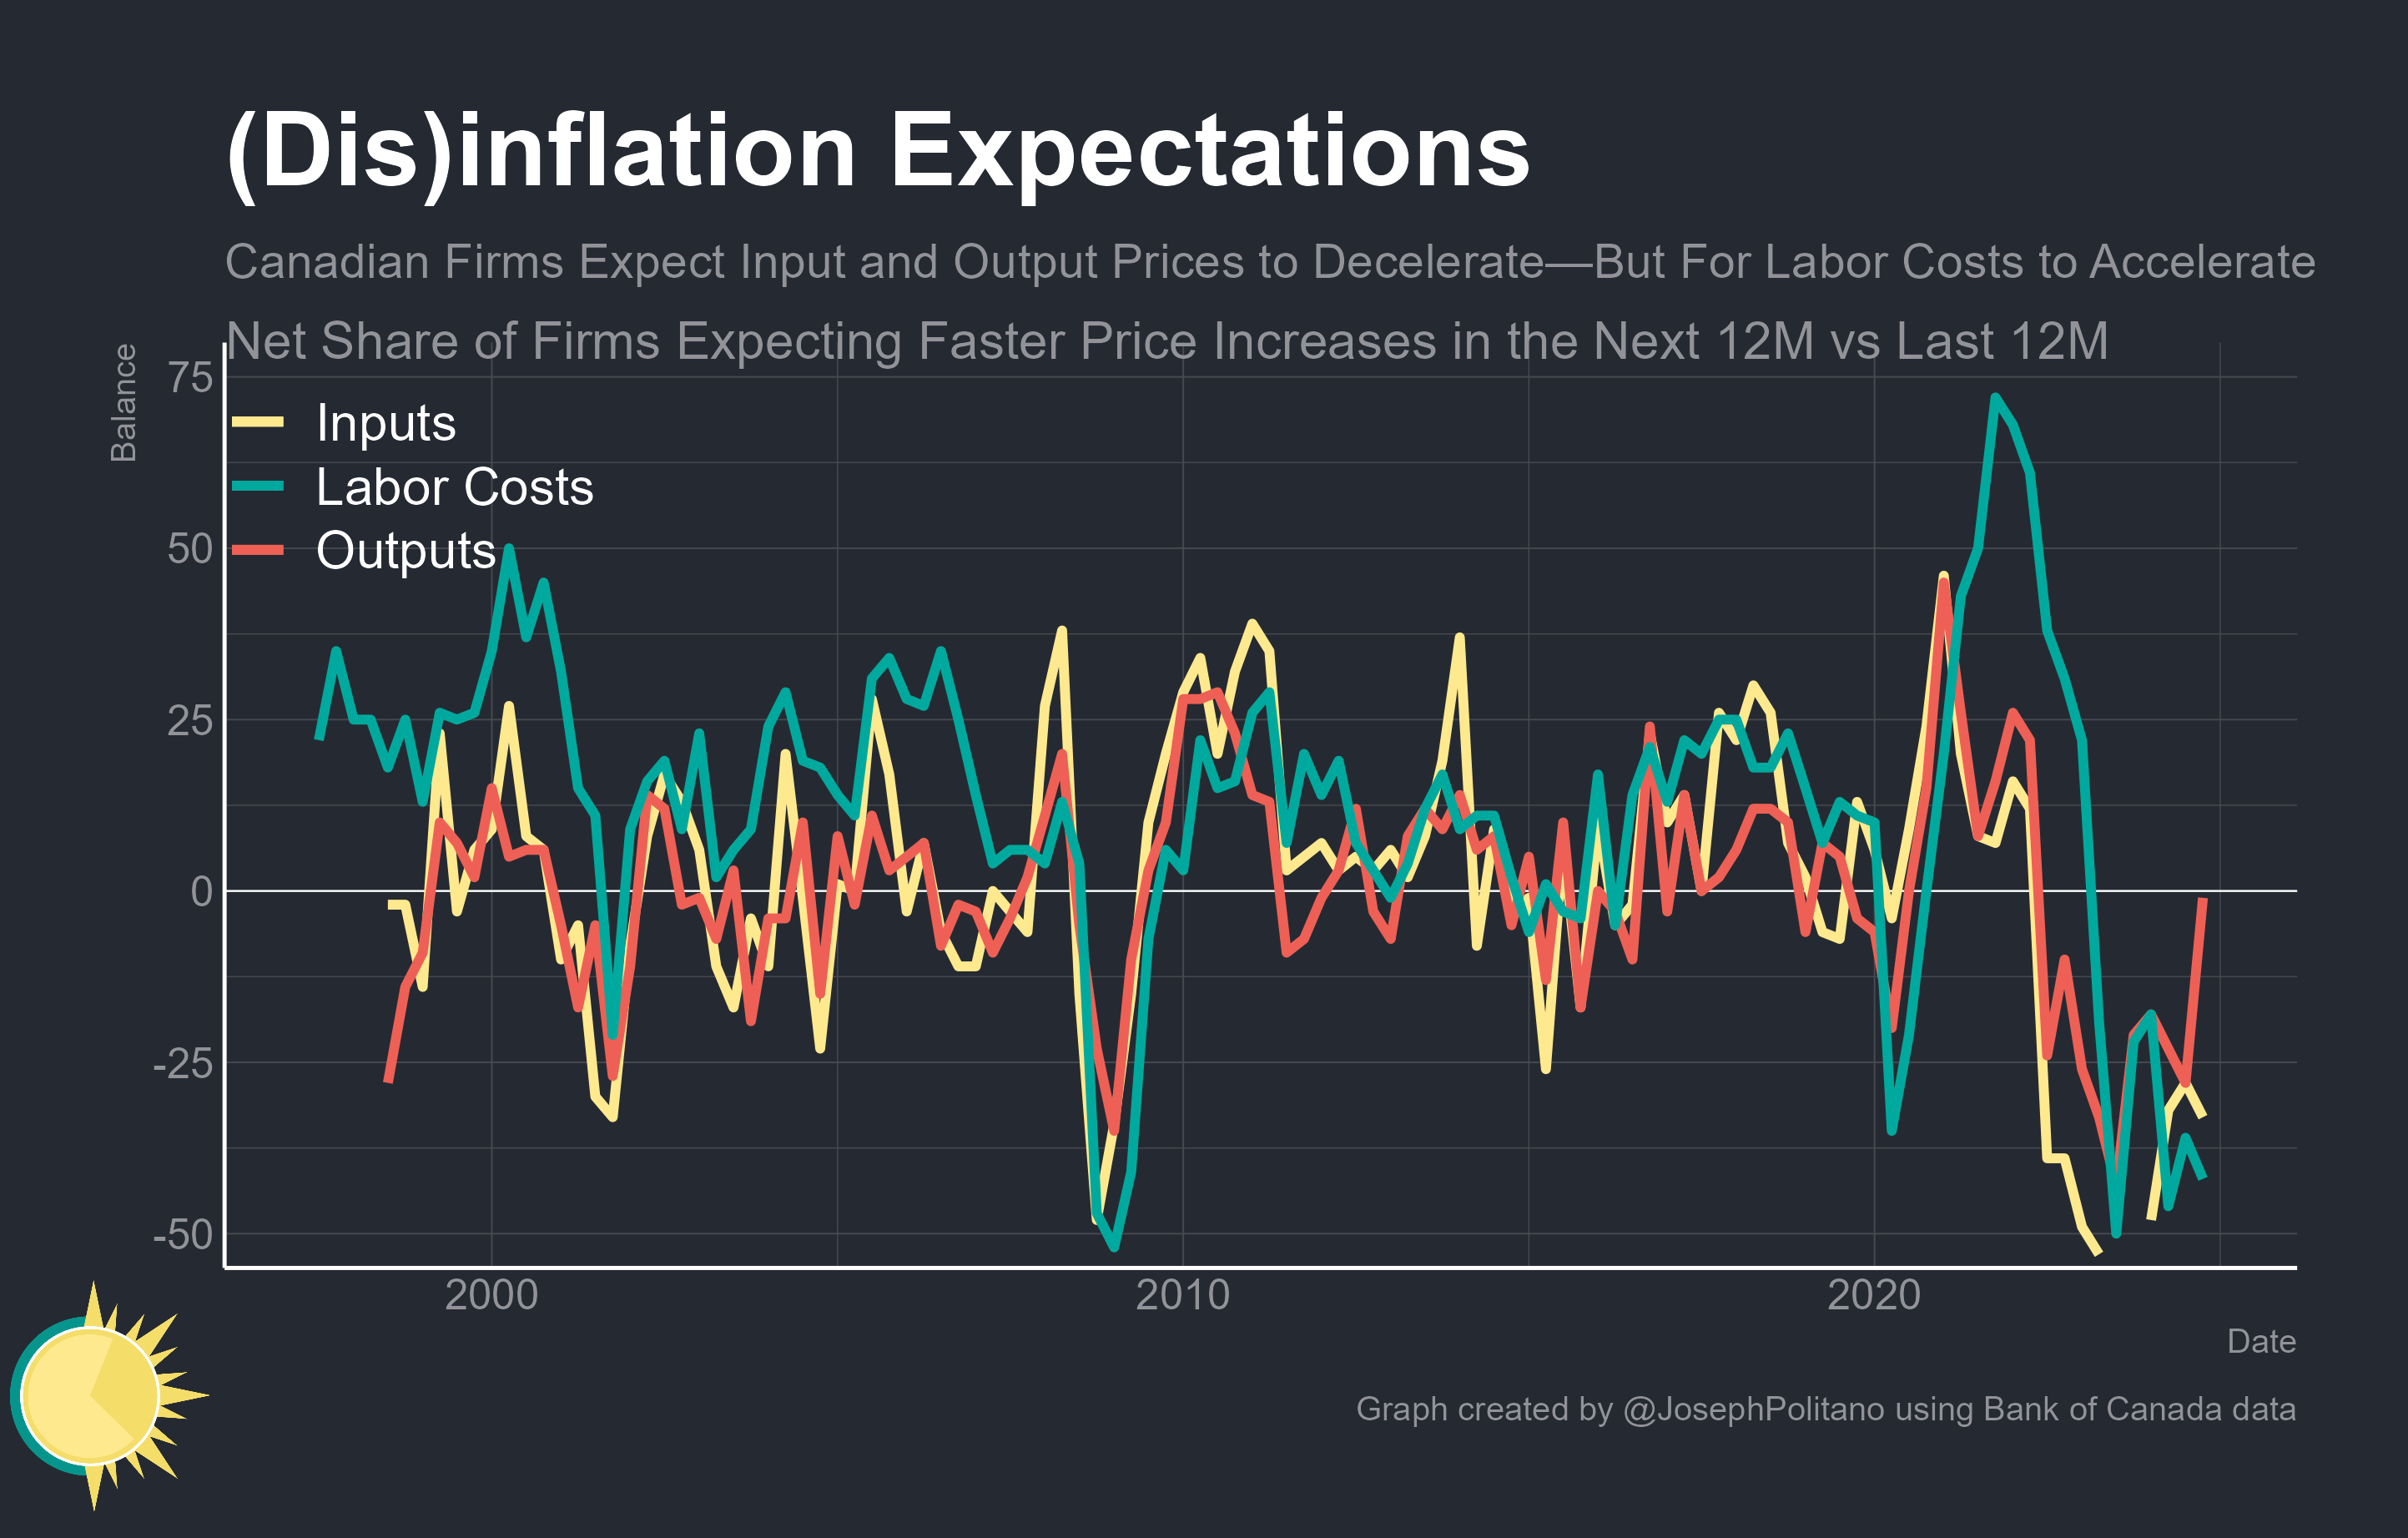 (Dis)inflation Expectations
Canadian Firms Expect Input and Output Prices to Decelerate—But For Labor Costs to Accelerate
Net Share of Firms Expecting Faster Price Increases in the Next 12M vs Last 12M
Balance
75
50
25
0
-25
-50
Inputs
Labor Costs
Outputs
2000
2010
2020
Date
Graph created by @JosephPolitano using Bank of Canada data